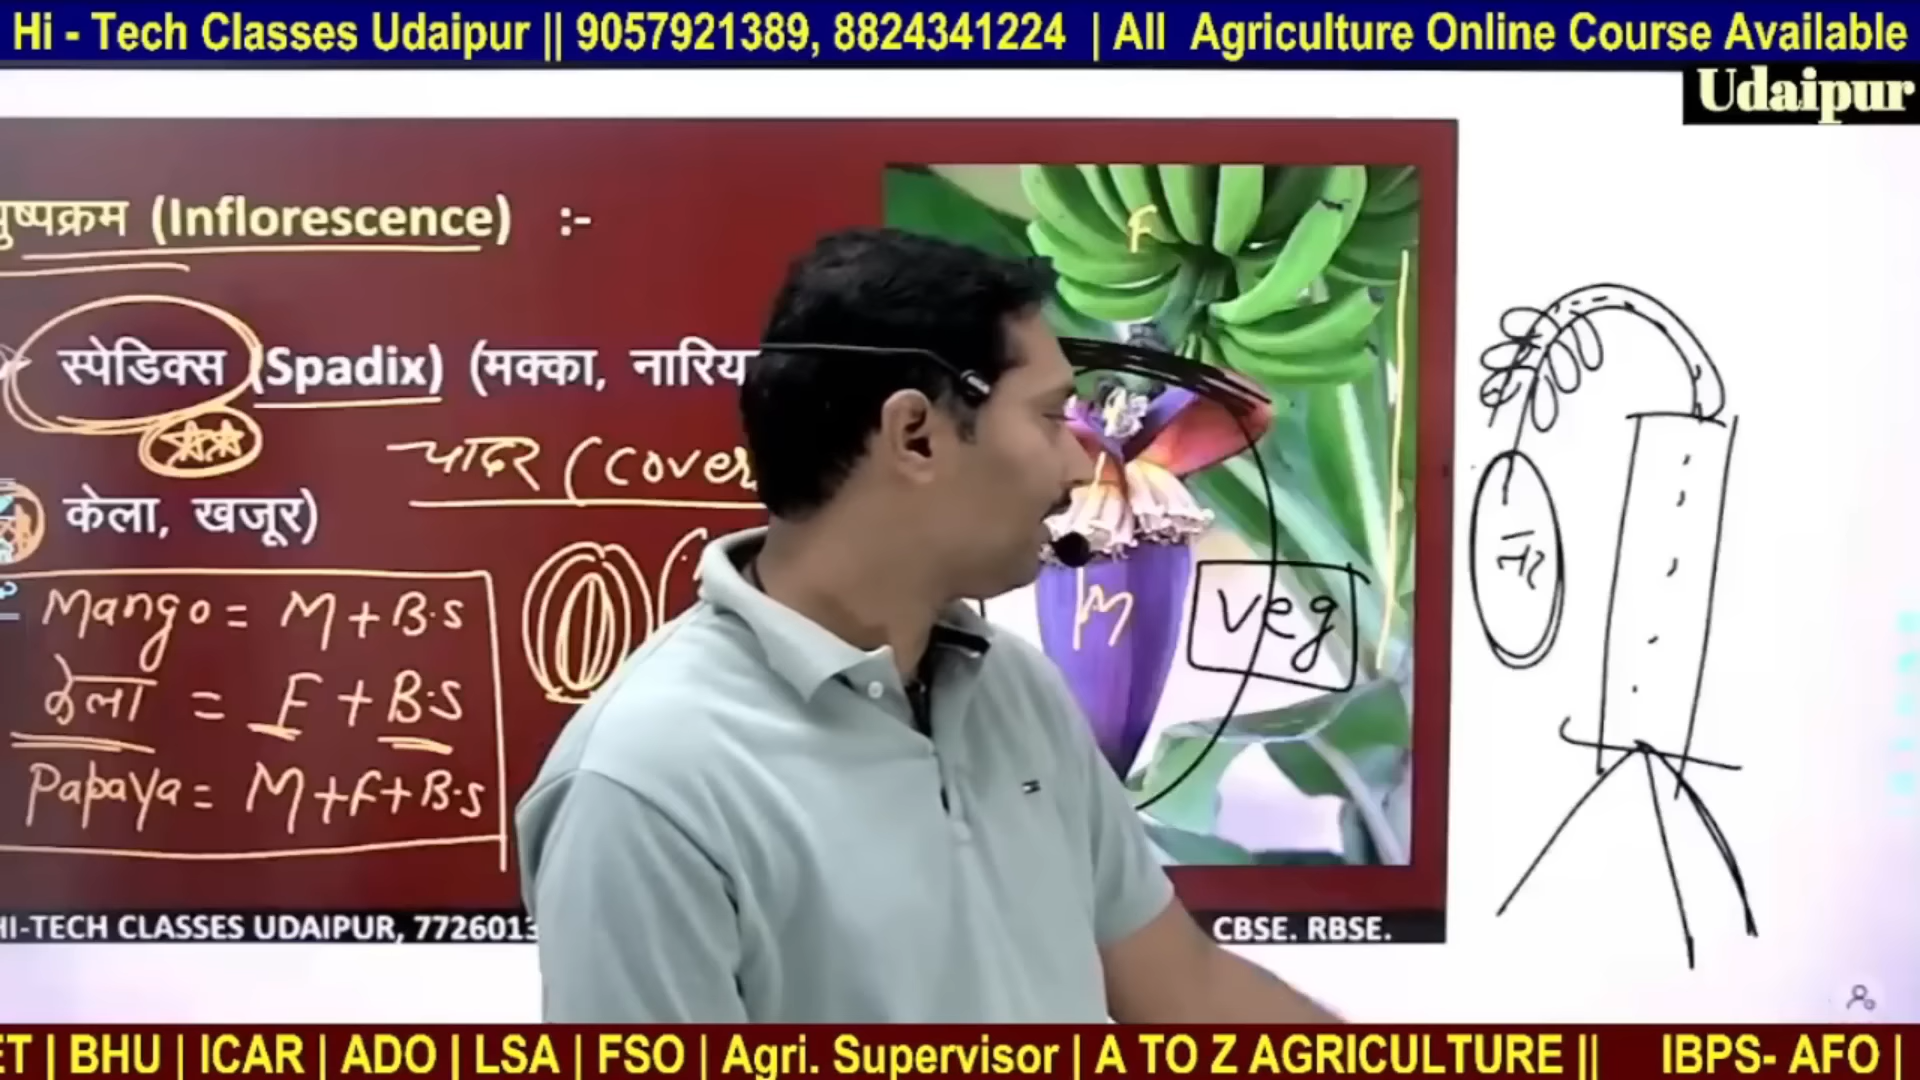 Hi - Tech Classes Udaipur || 9057921389, 8824341224 | All Agriculture Online Course Available
Udaipur
पुष्पक्रम (Inflorescence) :-
स्पेडिक्स (Spadix) (मक्का, नारिय
चादर (cover
केला, खजूर)
Mango = M + B.S
केला = F + B.S
Papaya = M + F + B.S
F
M
veg
नर
HI-TECH CLASSES UDAIPUR, 7726013
CBSE. RBSE.
ET | BHU | ICAR | ADO | LSA | FSO | Agri. Supervisor | A TO Z AGRICULTURE || IBPS- AFO |